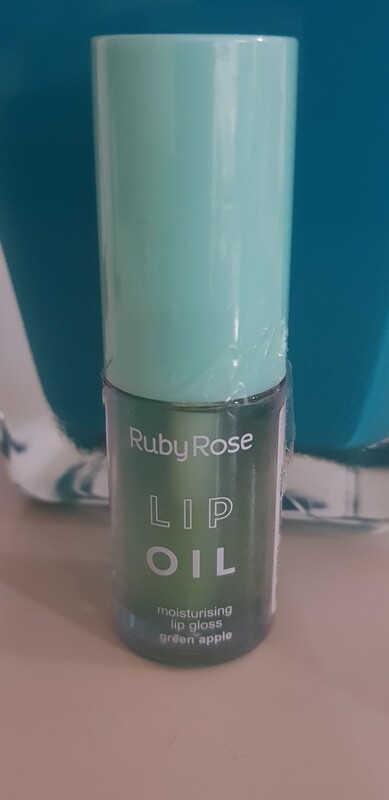 RubyRose
LIP
OIL
moisturising
lip gloss
green apple